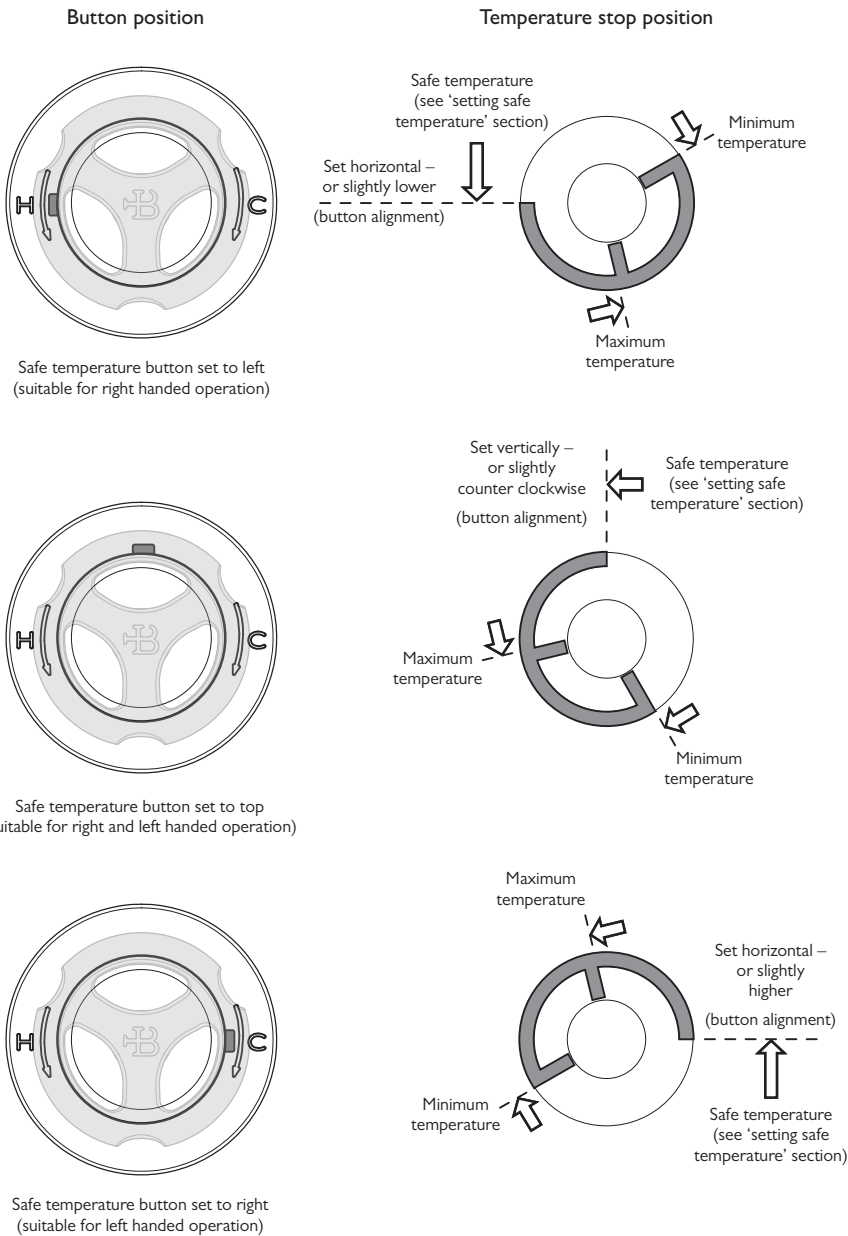 Button position
Temperature stop position
Safe temperature
(see ‘setting safe
temperature’ section)
Minimum
temperature
Set horizontal –
or slightly lower
(button alignment)
H
C
Maximum
temperature
Safe temperature button set to left
(suitable for right handed operation)
Set vertically –
or slightly
counter clockwise
(button alignment)
Safe temperature
(see ‘setting safe
temperature’ section)
H
C
Maximum
temperature
Minimum
temperature
Safe temperature button set to top
uitable for right and left handed operation)
Maximum
temperature
Set horizontal –
or slightly
higher
(button alignment)
H
C
Minimum
temperature
Safe temperature
(see ‘setting safe
temperature’ section)
Safe temperature button set to right
(suitable for left handed operation)